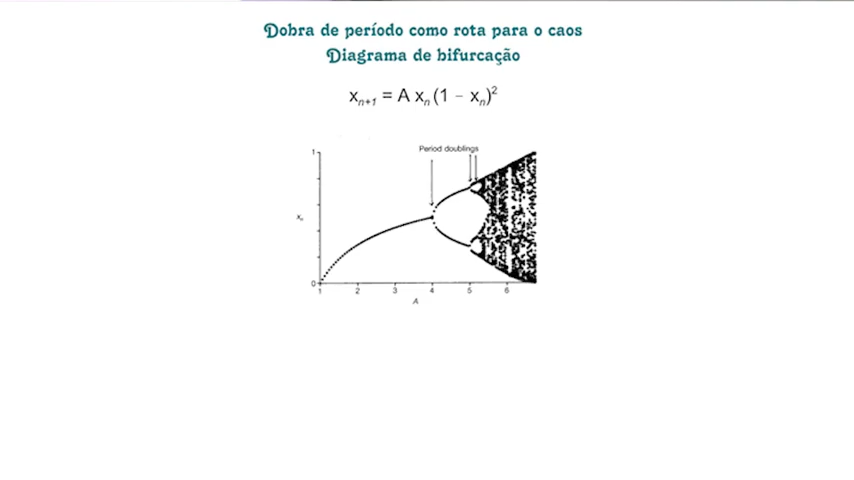 Dobra de período como rota para o caos
Diagrama de bifurcação
xn+1 = A xn (1 – xn)2
Period doublings
1
xn
0
1 2 3 4 5 6
A